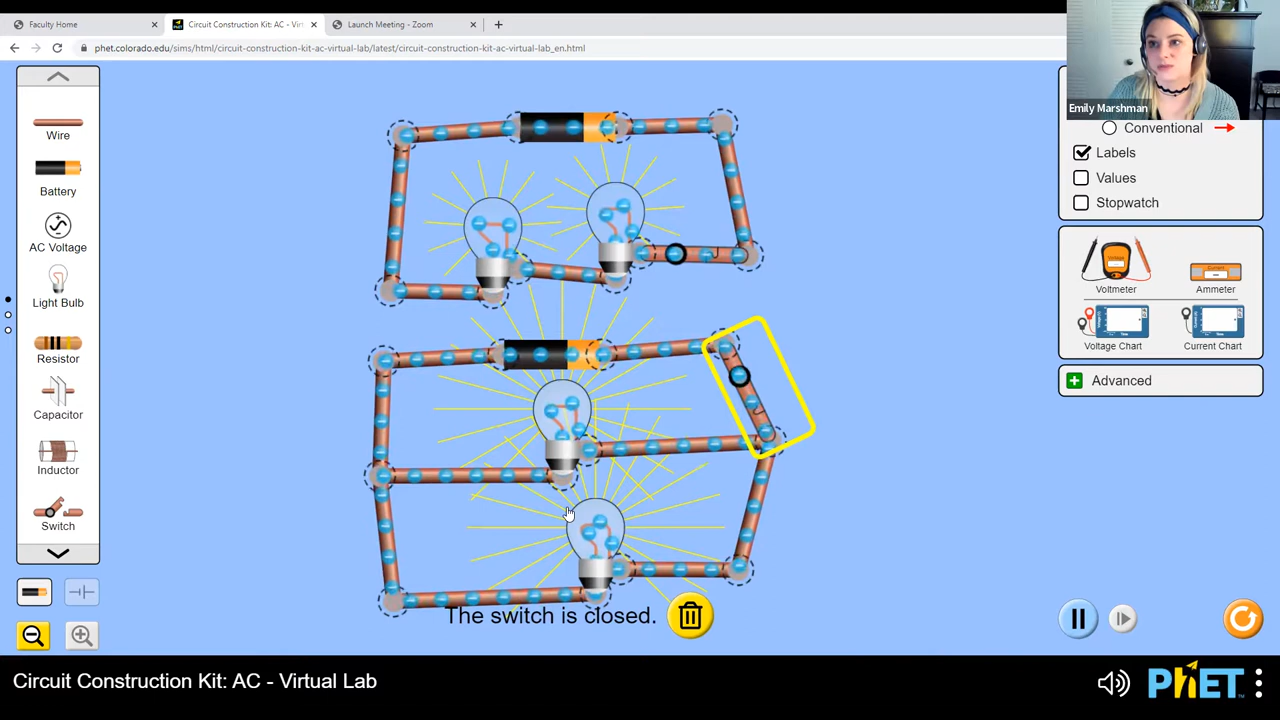 Faculty Home
Circuit Construction Kit: AC - Virt
Launch Meeting - Zoom
phet.colorado.edu/sims/html/circuit-construction-kit-ac-virtual-lab/latest/circuit-construction-kit-ac-virtual-lab_en.html
Emily Marshman
Wire
Battery
AC Voltage
Light Bulb
Resistor
Capacitor
Inductor
Switch
Conventional
Labels
Values
Stopwatch
Voltage
Voltmeter
Current
Ammeter
Voltage Chart
Current Chart
Advanced
The switch is closed.
Circuit Construction Kit: AC - Virtual Lab
PhET